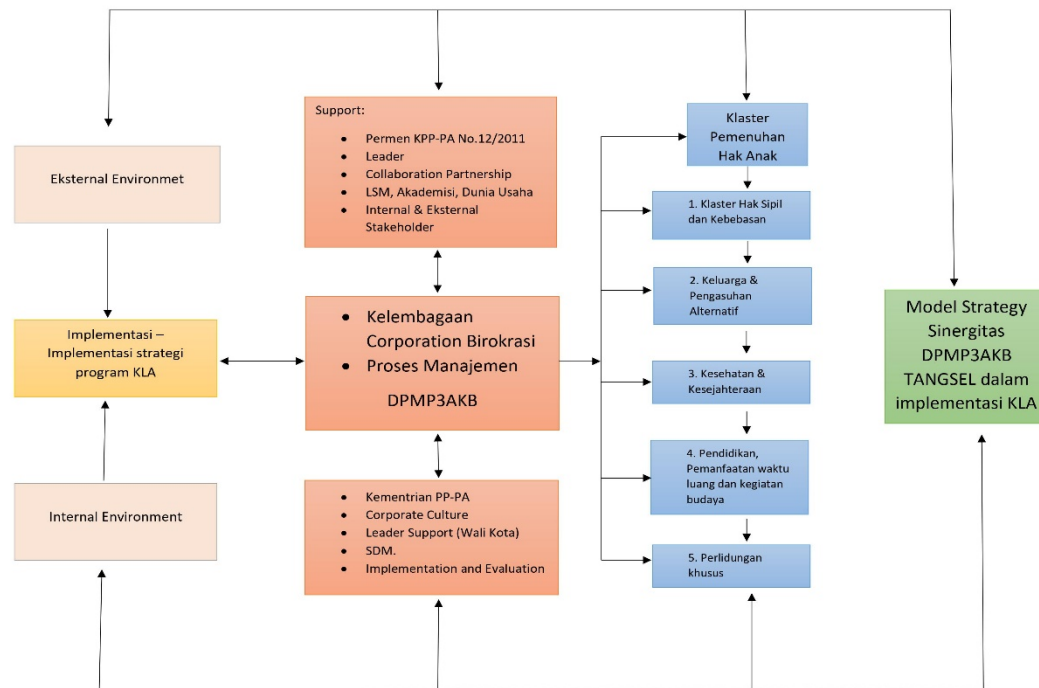 Eksternal Environmet
Implementasi –
Implementasi strategi
program KLA
Internal Environment
Support:
• Permen KPP-PA No.12/2011
• Leader
• Collaboration Partnership
• LSM, Akademisi, Dunia Usaha
• Internal & Eksternal
Stakeholder
• Kelembagaan
Corporation Birokrasi
• Proses Manajemen
DPMP3AKB
• Kementrian PP-PA
• Corporate Culture
• Leader Support (Wali Kota)
• SDM.
• Implementation and Evaluation
Klaster
Pemenuhan
Hak Anak
1. Klaster Hak Sipil
dan Kebebasan
2. Keluarga &
Pengasuhan
Alternatif
3. Kesehatan &
Kesejahteraan
4. Pendidikan,
Pemanfaatan waktu
luang dan kegiatan
budaya
5. Perlidungan
khusus
Model Strategy
Sinergitas
DPMP3AKB
TANGSEL dalam
implementasi KLA